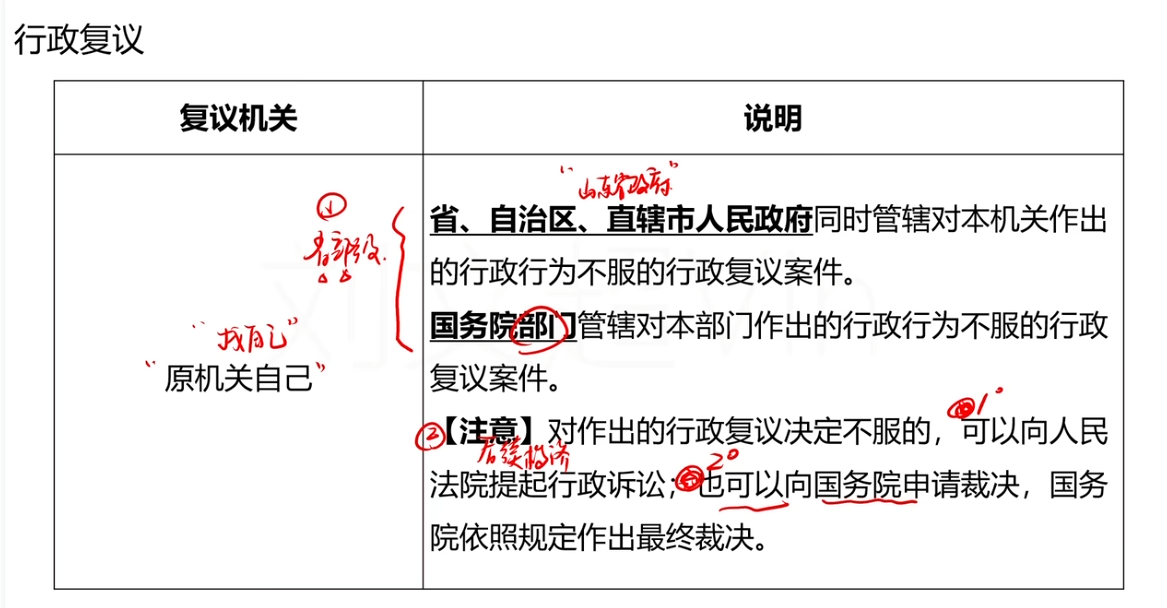 行政复议
复议机关
说明
“山东省政府”
①
省部级
省、自治区、直辖市人民政府同时管辖对本机关作出
的行政行为不服的行政复议案件。
国务院部门管辖对本部门作出的行政行为不服的行政
复议案件。
“找自己”
“原机关自己”
1°
②【注意】对作出的行政复议决定不服的，可以向人民
后续救济
2°
法院提起行政诉讼；也可以向国务院申请裁决，国务
院依照规定作出最终裁决。